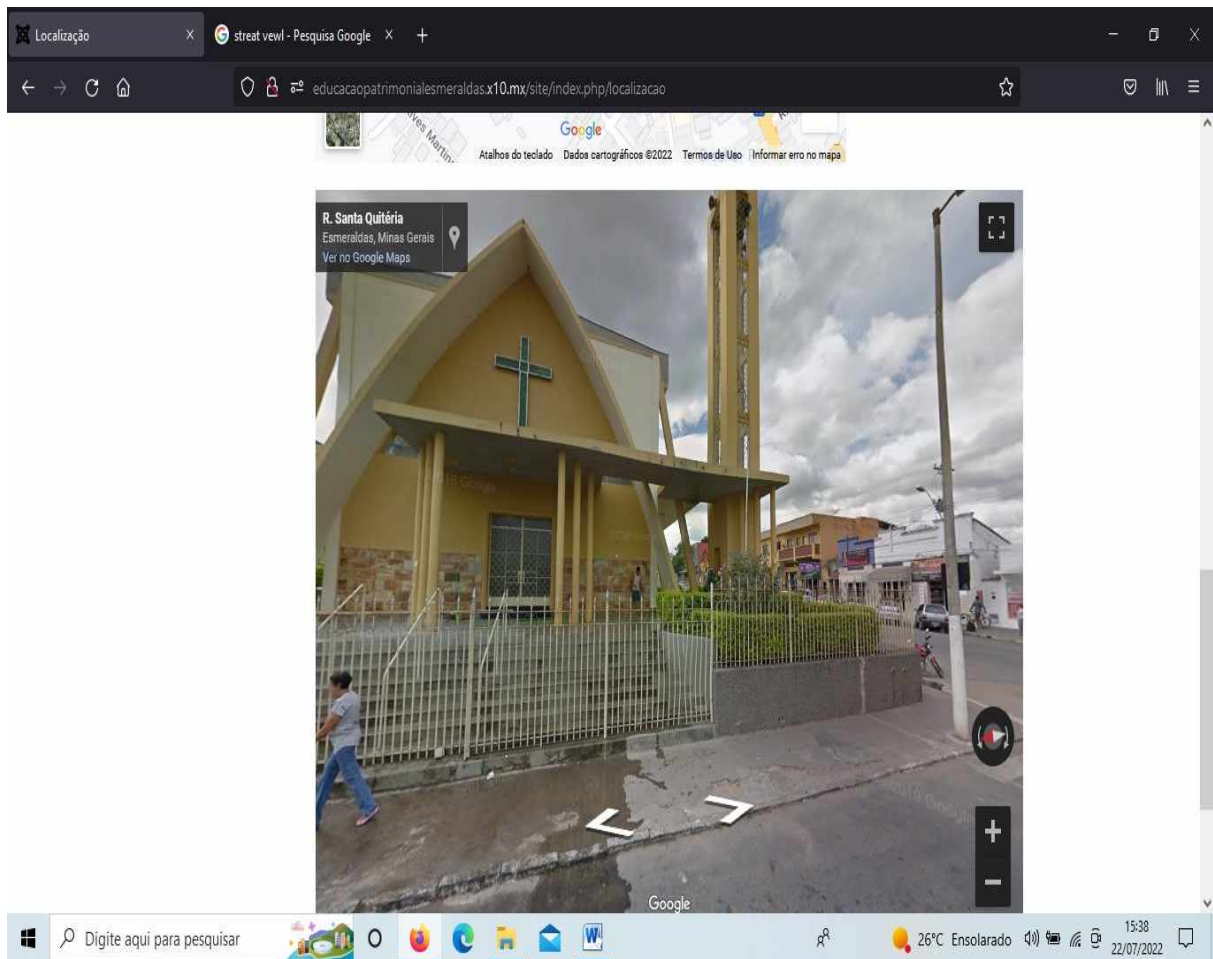 Localização
streat vewl - Pesquisa Google
educacaopatrimonialesmeraldas.x10.mx/site/index.php/localizacao
aves Martin
Google
Atalhos do teclado Dados cartográficos ©2022 Termos de Uso Informar erro no mapa
R. Santa Quitéria
Esmeraldas, Minas Gerais
Ver no Google Maps
Google
Digite aqui para pesquisar
26°C Ensolarado
15:38
22/07/2022